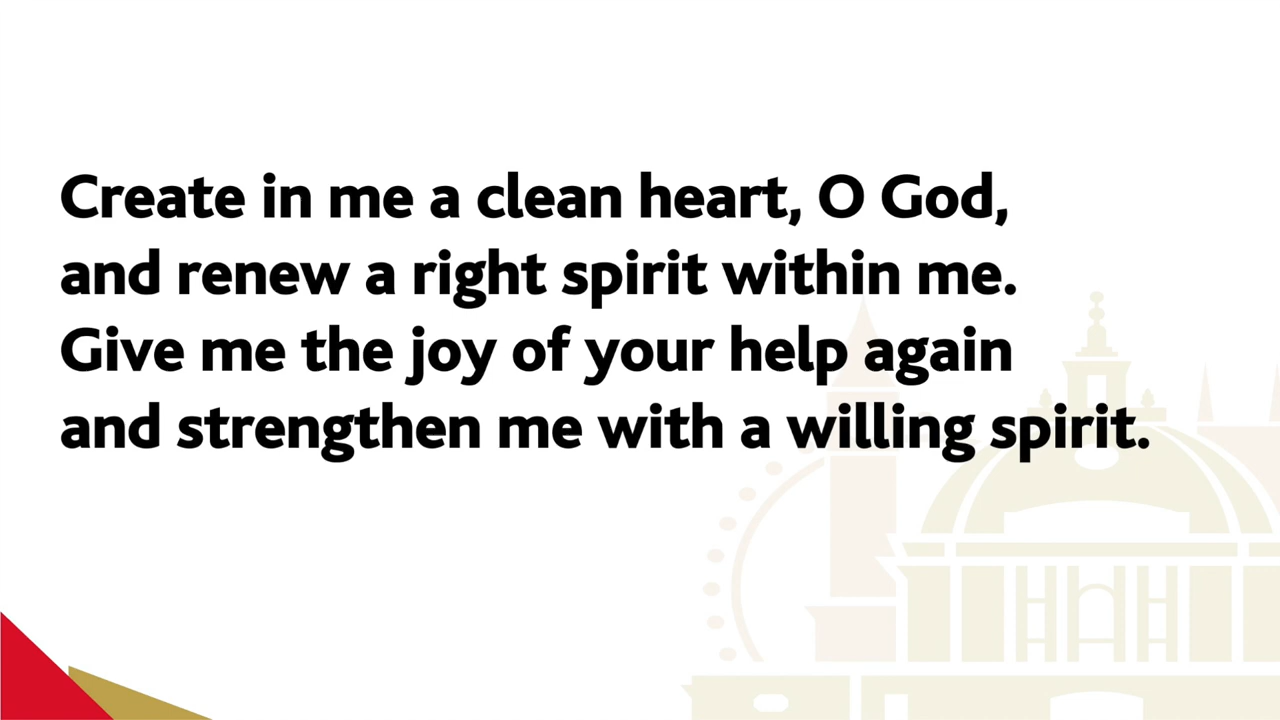 Create in me a clean heart, O God,
and renew a right spirit within me.
Give me the joy of your help again
and strengthen me with a willing spirit.